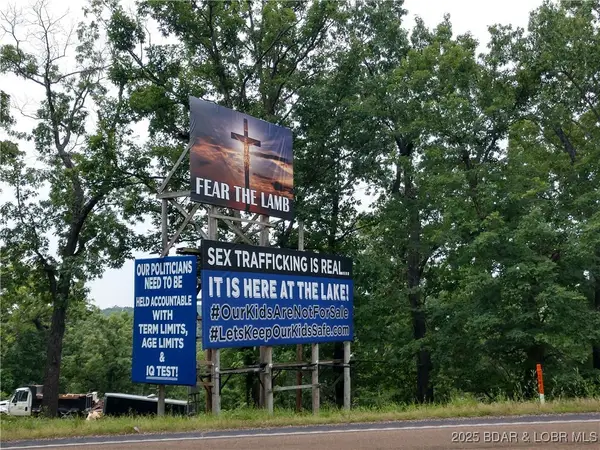 FEAR THE LAMB
SEX TRAFFICKING IS REAL...
IT IS HERE AT THE LAKE!
#OurKidsAreNotForSale
#LetsKeepOurKidsSafe.com
OUR POLITICIANS
NEED TO BE
HELD ACCOUNTABLE
WITH
TERM LIMITS,
AGE LIMITS
&
IQ TEST!
2025 BDAR & LOBR MLS